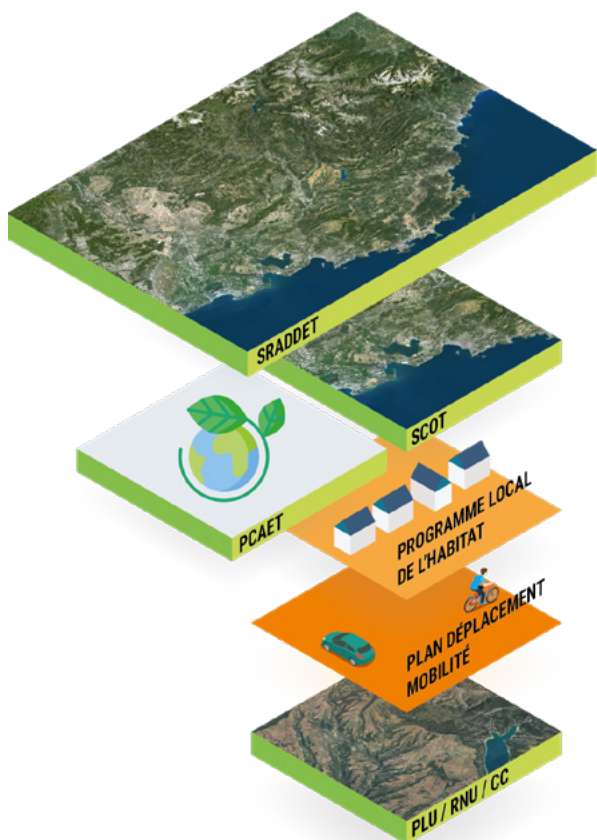 SRADDET
SCOT
PCAET
PROGRAMME LOCAL
DE L'HABITAT
PLAN DÉPLACEMENT
MOBILITÉ
PLU / RNU / CC